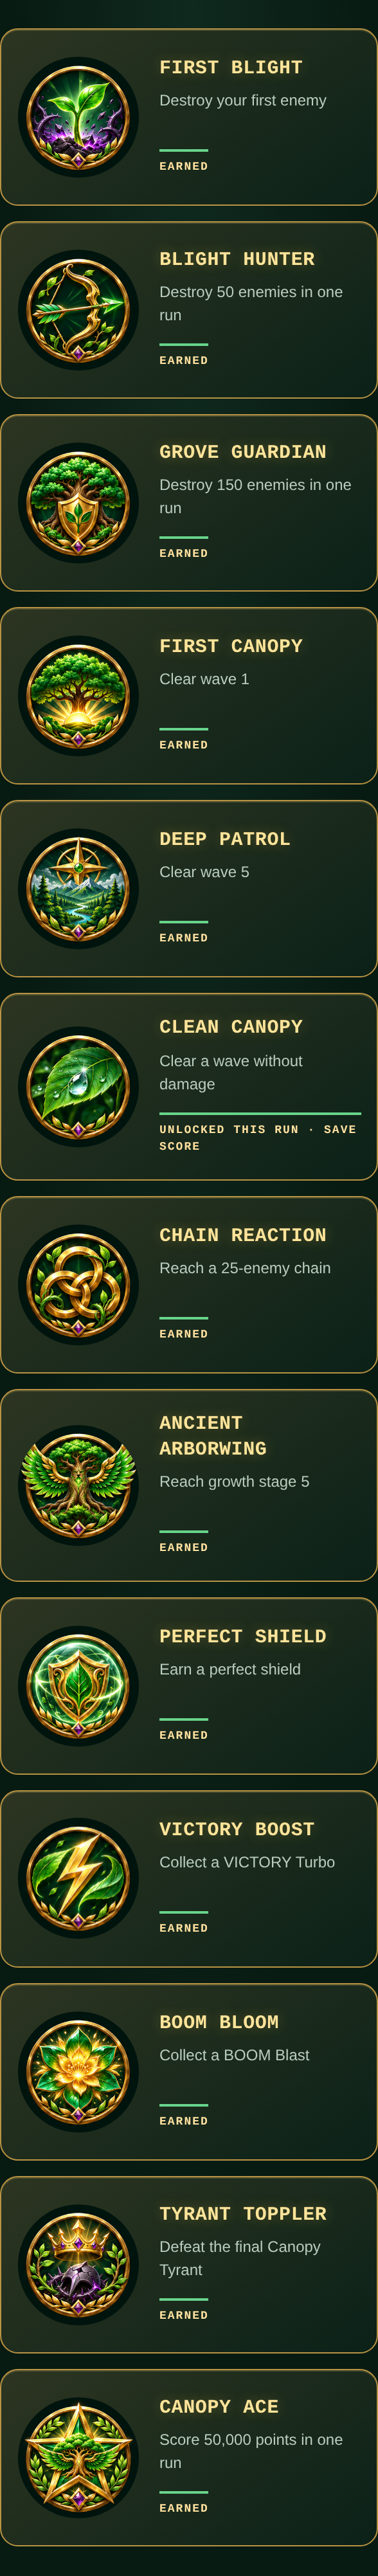 FIRST BLIGHT
Destroy your first enemy
EARNED
BLIGHT HUNTER
Destroy 50 enemies in one
run
EARNED
GROVE GUARDIAN
Destroy 150 enemies in one
run
EARNED
FIRST CANOPY
Clear wave 1
EARNED
DEEP PATROL
Clear wave 5
EARNED
CLEAN CANOPY
Clear a wave without
damage
UNLOCKED THIS RUN · SAVE
SCORE
CHAIN REACTION
Reach a 25-enemy chain
EARNED
ANCIENT
ARBORWING
Reach growth stage 5
EARNED
PERFECT SHIELD
Earn a perfect shield
EARNED
VICTORY BOOST
Collect a VICTORY Turbo
EARNED
BOOM BLOOM
Collect a BOOM Blast
EARNED
TYRANT TOPPLER
Defeat the final Canopy
Tyrant
EARNED
CANOPY ACE
Score 50,000 points in one
run
EARNED